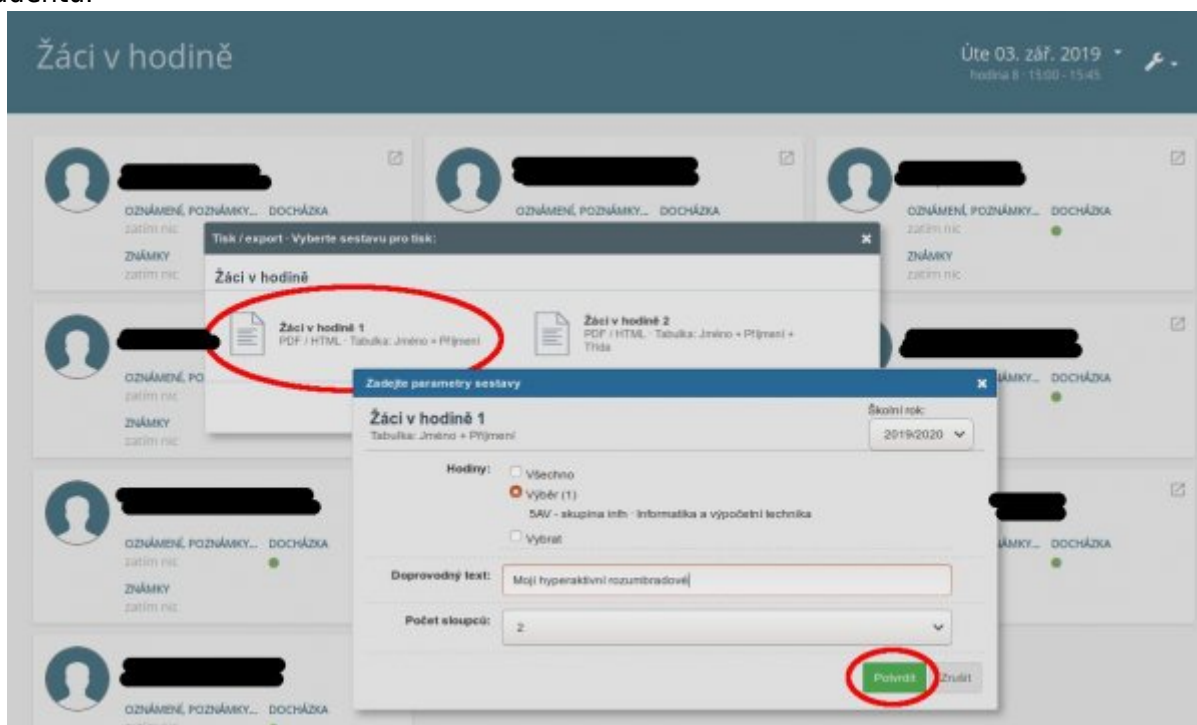 Žáci v hodině
Úte 03. zář. 2019
hodina 8 · 15:00 - 15:45
OZNÁMENÍ, POZNÁMKY... DOCHÁZKA
zatím nic
ZNÁMKY
zatím nic
OZNÁMENÍ, POZNÁMKY... DOCHÁZKA
OZNÁMENÍ, POZNÁMKY... DOCHÁZKA
zatím nic
ZNÁMKY
zatím nic
Tisk / export · Vyberte sestavu pro tisk:
Žáci v hodině
Žáci v hodině 1
PDF / HTML · Tabulka: Jméno + Příjmení
Žáci v hodině 2
PDF / HTML · Tabulka: Jméno + Příjmení +
Třída
OZNÁMENÍ, PO
zatím nic
ZNÁMKY
zatím nic
DOCHÁZKA
Zadejte parametry sestavy
Žáci v hodině 1
Tabulka: Jméno + Příjmení
Školní rok:
2019/2020
Hodiny:
Všechno
Výběr (1)
5AV - skupina infn · Informatika a výpočetní technika
Vybrat
Doprovodný text:
Moji hyperaktivní rozumbradové
Počet sloupců:
2
Potvrdit
Zrušit
OZNÁMENÍ, POZNÁMKY... DOCHÁZKA
zatím nic
ZNÁMKY
zatím nic
DOCHÁZKA
OZNÁMENÍ, POZNÁMKY... DOCHÁZKA